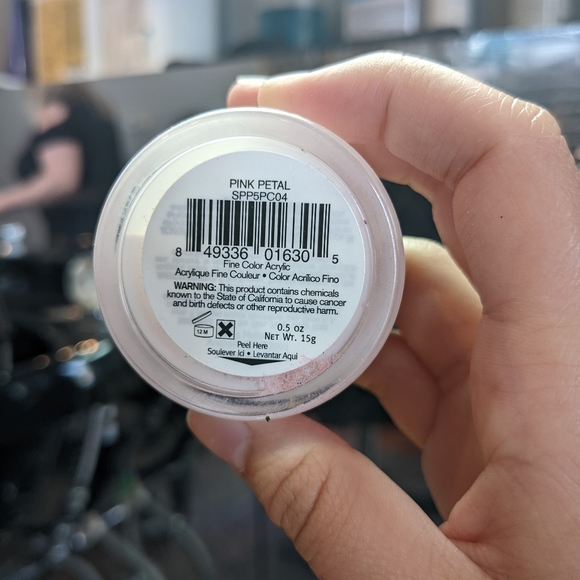 PINK PETAL
SPP5PC04
8 49336 01630 5
Fine Color Acrylic
Acrylique Fine Couleur • Color Acrílico Fino
WARNING: This product contains chemicals
known to the State of California to cause cancer
and birth defects or other reproductive harm.
12 M
0.5 oz
NET WT. 15g
Peel Here
Soulever Ici • Levantar Aqui